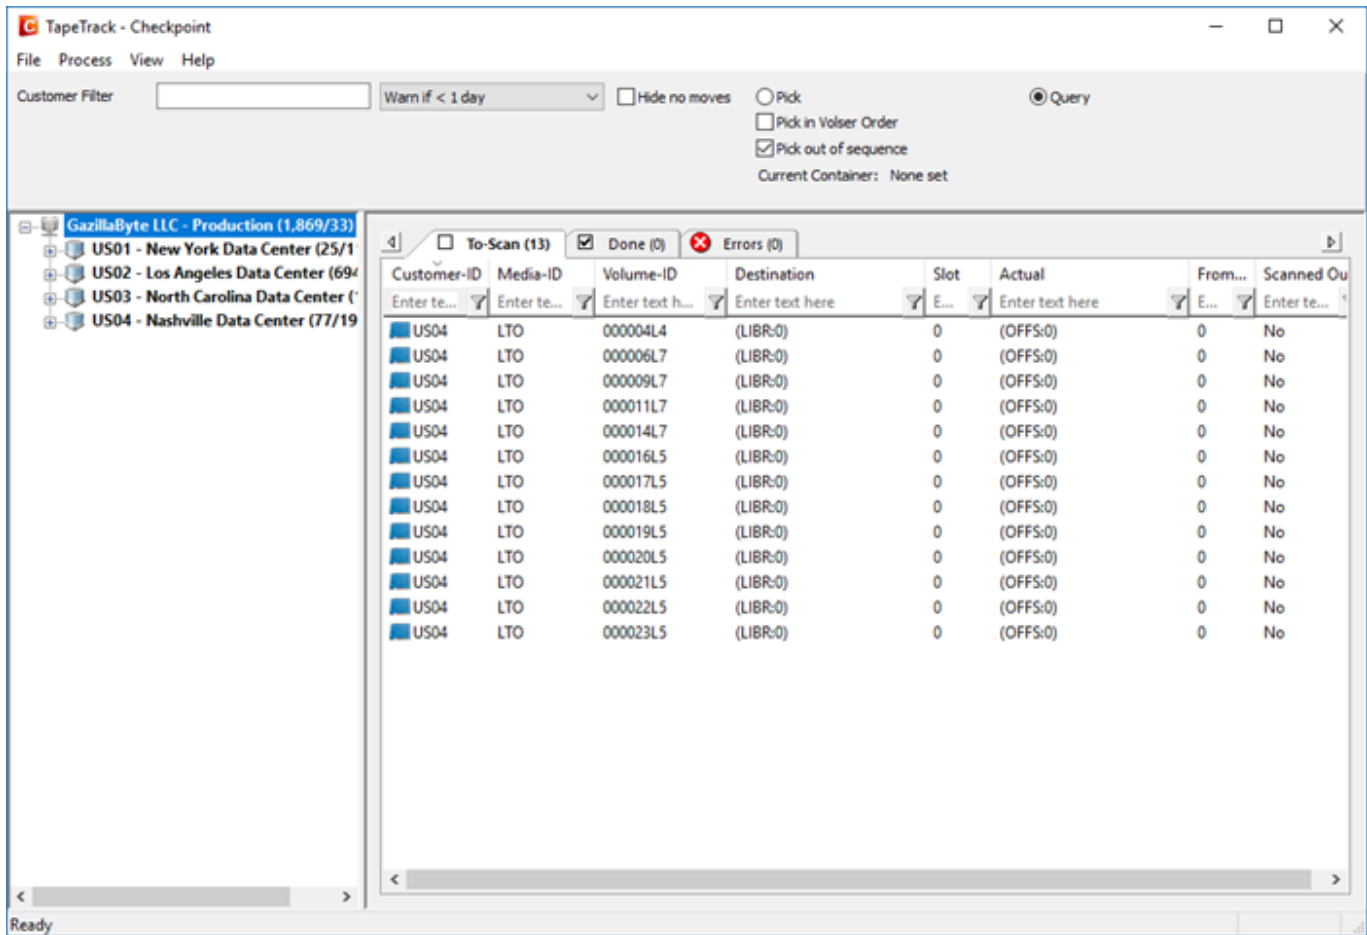 TapeTrack - Checkpoint
File Process View Help
Customer Filter Warn if < 1 day Hide no moves Pick Query
Pick in Volser Order
Pick out of sequence
Current Container: None set
GazillaByte LLC - Production (1,869/33)
US01 - New York Data Center (25/1
US02 - Los Angeles Data Center (694
US03 - North Carolina Data Center (
US04 - Nashville Data Center (77/19
To-Scan (13) Done (0) Errors (0)
Customer-ID Media-ID Volume-ID Destination Slot Actual From... Scanned Ou
Enter te... Enter te... Enter text h... Enter text here E... Enter text here E... Enter te...
US04 LTO 000004L4 (LIBR:0) 0 (OFFS:0) 0 No
US04 LTO 000006L7 (LIBR:0) 0 (OFFS:0) 0 No
US04 LTO 000009L7 (LIBR:0) 0 (OFFS:0) 0 No
US04 LTO 000011L7 (LIBR:0) 0 (OFFS:0) 0 No
US04 LTO 000014L7 (LIBR:0) 0 (OFFS:0) 0 No
US04 LTO 000016L5 (LIBR:0) 0 (OFFS:0) 0 No
US04 LTO 000017L5 (LIBR:0) 0 (OFFS:0) 0 No
US04 LTO 000018L5 (LIBR:0) 0 (OFFS:0) 0 No
US04 LTO 000019L5 (LIBR:0) 0 (OFFS:0) 0 No
US04 LTO 000020L5 (LIBR:0) 0 (OFFS:0) 0 No
US04 LTO 000021L5 (LIBR:0) 0 (OFFS:0) 0 No
US04 LTO 000022L5 (LIBR:0) 0 (OFFS:0) 0 No
US04 LTO 000023L5 (LIBR:0) 0 (OFFS:0) 0 No
Ready